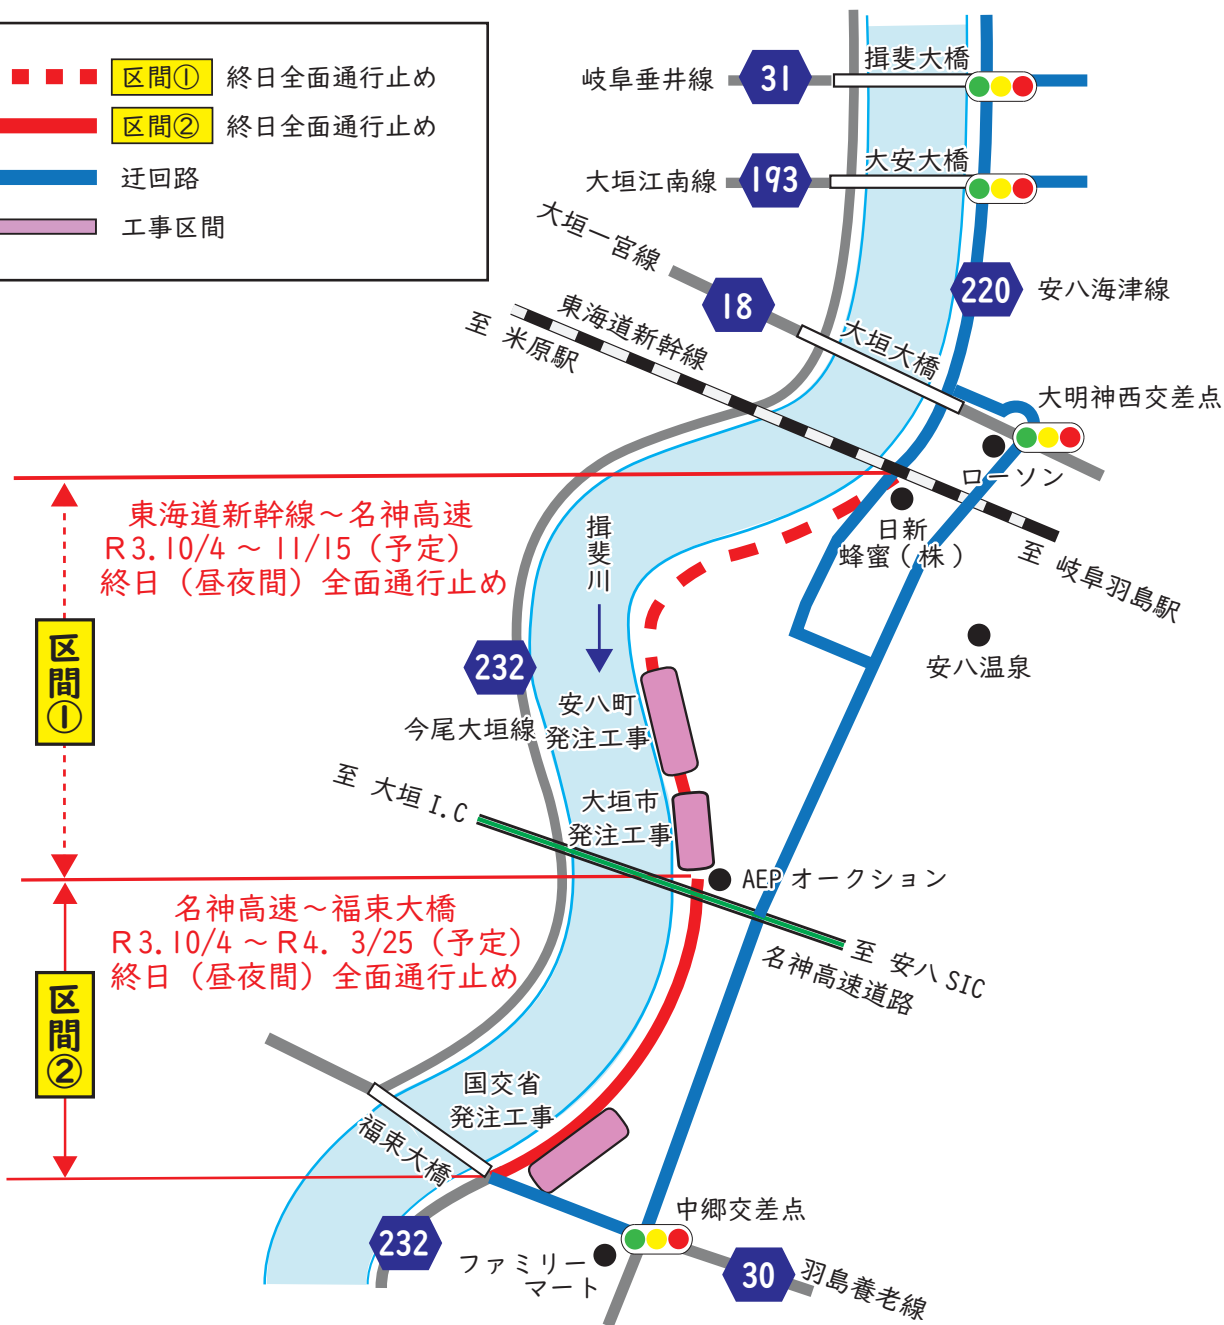 区間① 終日全面通行止め
区間② 終日全面通行止め
迂回路
工事区間
岐阜垂井線
31
揖斐大橋
大垣江南線
193
大安大橋
大垣一宮線
18
大垣大橋
220
安八海津線
東海道新幹線
至 米原駅
大明神西交差点
ローソン
日新
蜂蜜(株)
至 岐阜羽島駅
安八温泉
東海道新幹線~名神高速
R3.10/4 ~ 11/15 (予定)
終日 (昼夜間) 全面通行止め
区間①
揖斐川
232
今尾大垣線
安八町
発注工事
大垣市
発注工事
至 大垣 I.C
AEP オークション
至 安八 SIC
名神高速道路
名神高速~福束大橋
R3.10/4 ~ R4. 3/25 (予定)
終日 (昼夜間) 全面通行止め
区間②
国交省
発注工事
福束大橋
232
中郷交差点
ファミリー
マート
30
羽島養老線